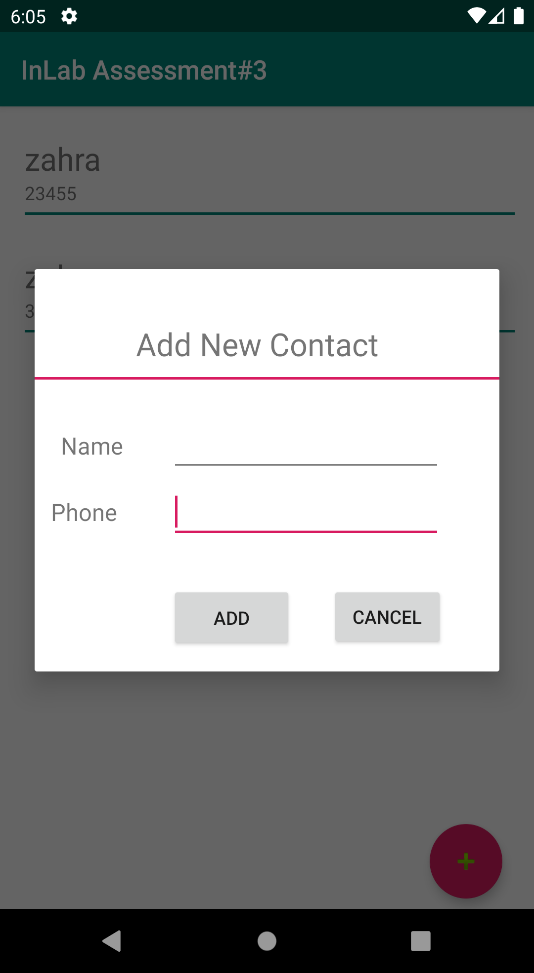 6:05
InLab Assessment#3
zahra
23455
Add New Contact
Name
Phone
ADD
CANCEL